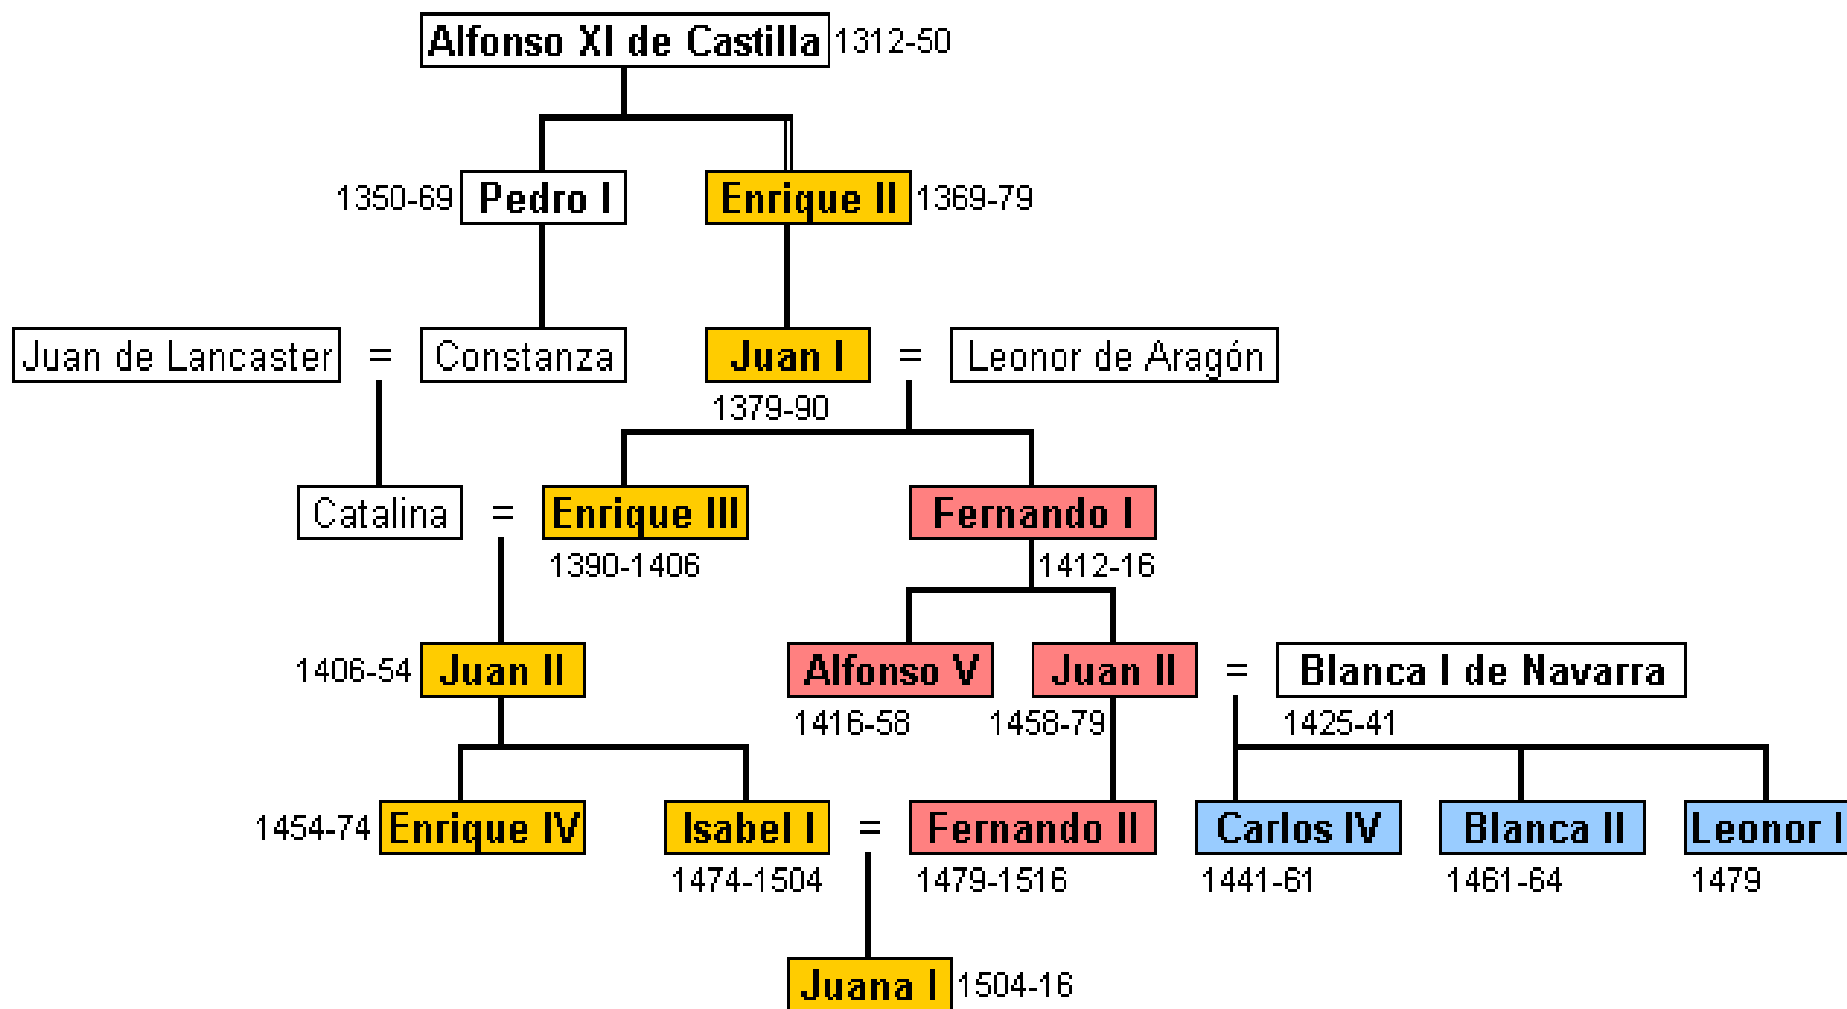 Alfonso XI de Castilla 1312-50
1350-69 Pedro I Enrique II 1369-79
Juan de Lancaster = Constanza Juan I = Leonor de Aragón
1379-90
Catalina = Enrique III Fernando I
1390-1406 1412-16
1406-54 Juan II Alfonso V Juan II = Blanca I de Navarra
1416-58 1458-79 1425-41
1454-74 Enrique IV Isabel I = Fernando II Carlos IV Blanca II Leonor I
1474-1504 1479-1516 1441-61 1461-64 1479
Juana I 1504-16